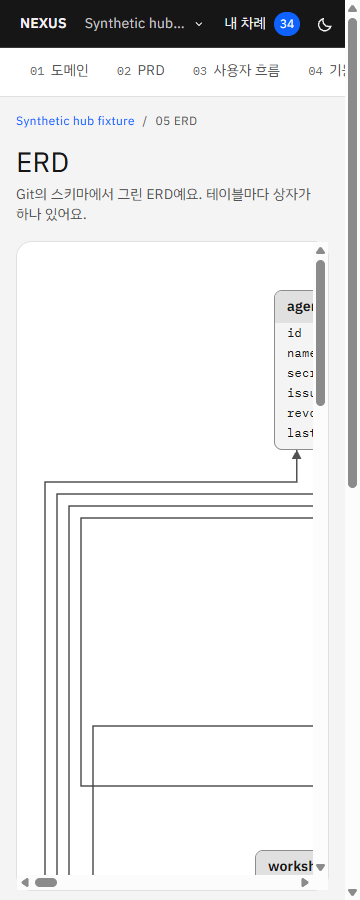 NEXUS Synthetic hub... 내 차례 34
01 도메인 02 PRD 03 사용자 흐름 04
Synthetic hub fixture / 05 ERD
ERD
Git의 스키마에서 그린 ERD예요. 테이블마다 상자가
하나 있어요.
id
name
last